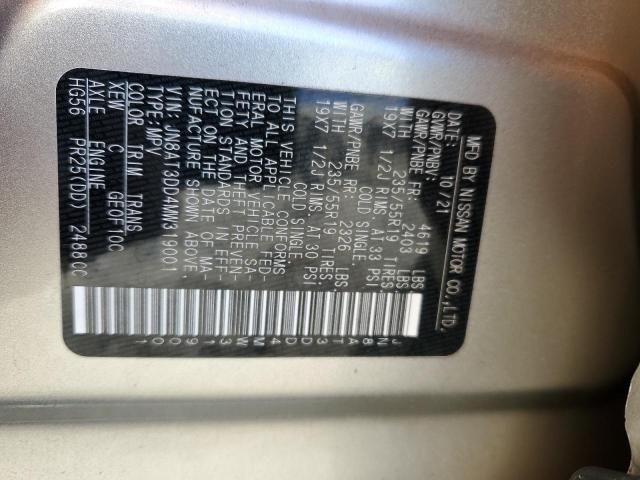 MFD BY NISSAN MOTOR CO.,LTD.
DATE: 10/21
GVWR/PNBV: 4619 LBS
GAWR/PNBE FR: 2403 LBS
WITH 235/55R19 TIRES
19X7 1/2J RIMS, AT 33 PSI
COLD SINGLE
GAWR/PNBE RR: 2326 LBS
WITH 235/55R19 TIRES
19X7 1/2J RIMS, AT 30 PSI
COLD SINGLE
THIS VEHICLE CONFORMS
TO ALL APPLICABLE FED-
ERAL MOTOR VEHICLE SA-
FETY AND THEFT PREVEN-
TION STANDARDS IN EFF-
ECT ON THE DATE OF MA-
NUFACTURE SHOWN ABOVE.
VIN: JN8AT3DD4MW319001
TYPE: MPV
COLOR TRIM TRANS
XEW C GE0F10C
AXLE ENGINE
HG56 PR25(DD) 2488CC
JN8AT3DD4MW319001